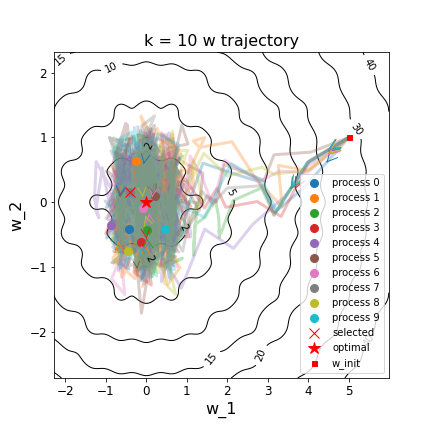 k = 10 w trajectory
15
10
40
30
2
5
2
2
15
20
w_2
2
1
0
−1
−2
−2
−1
0
1
2
3
4
5
w_1
process 0
process 1
process 2
process 3
process 4
process 5
process 6
process 7
process 8
process 9
selected
optimal
w_init